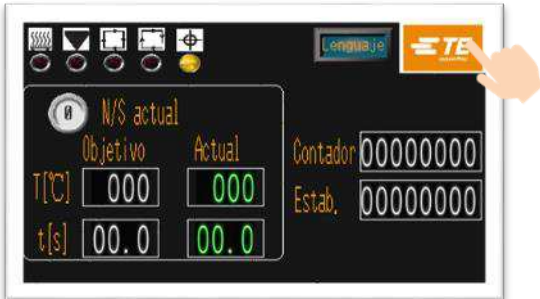 Lenguaje
TE
0
N/S actual
Objetivo Actual
T[℃] 000 000
t[s] 00.0 00.0
Contador 00000000
Estab. 00000000